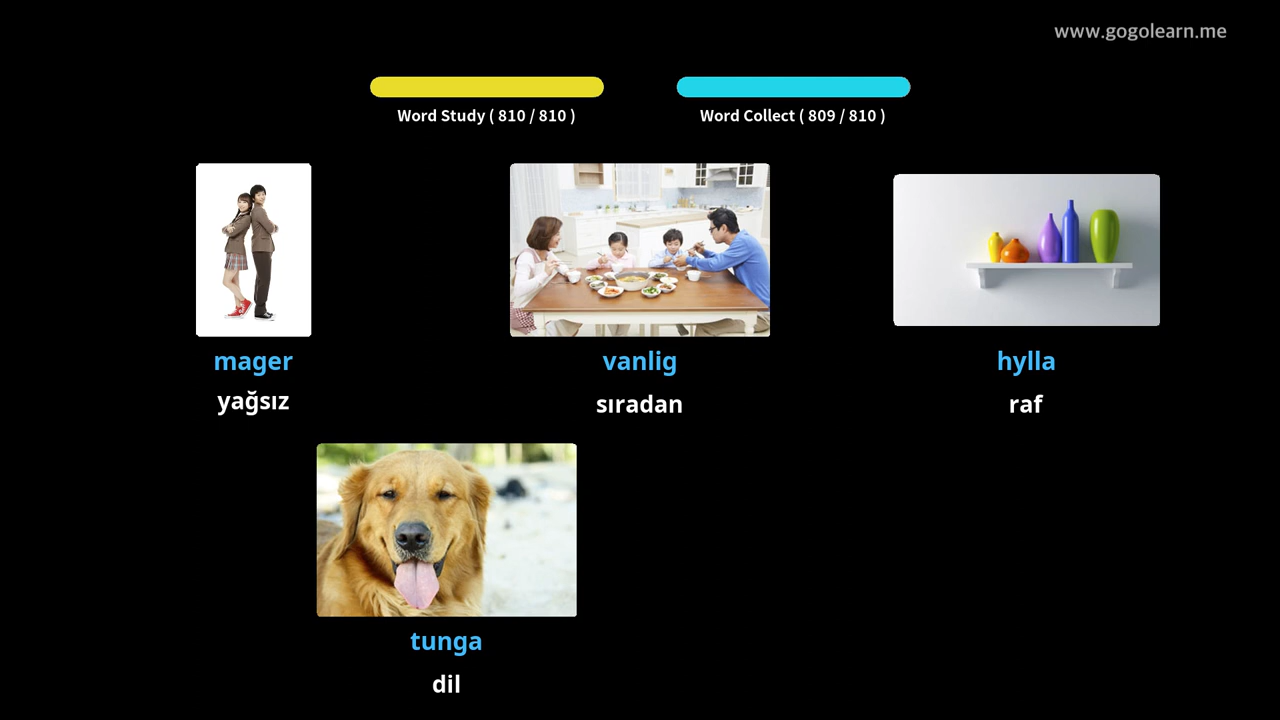 www.gogolearn.me
Word Study ( 810 / 810 )
Word Collect ( 809 / 810 )
mager
yağsız
vanlig
sıradan
hylla
raf
tunga
dil